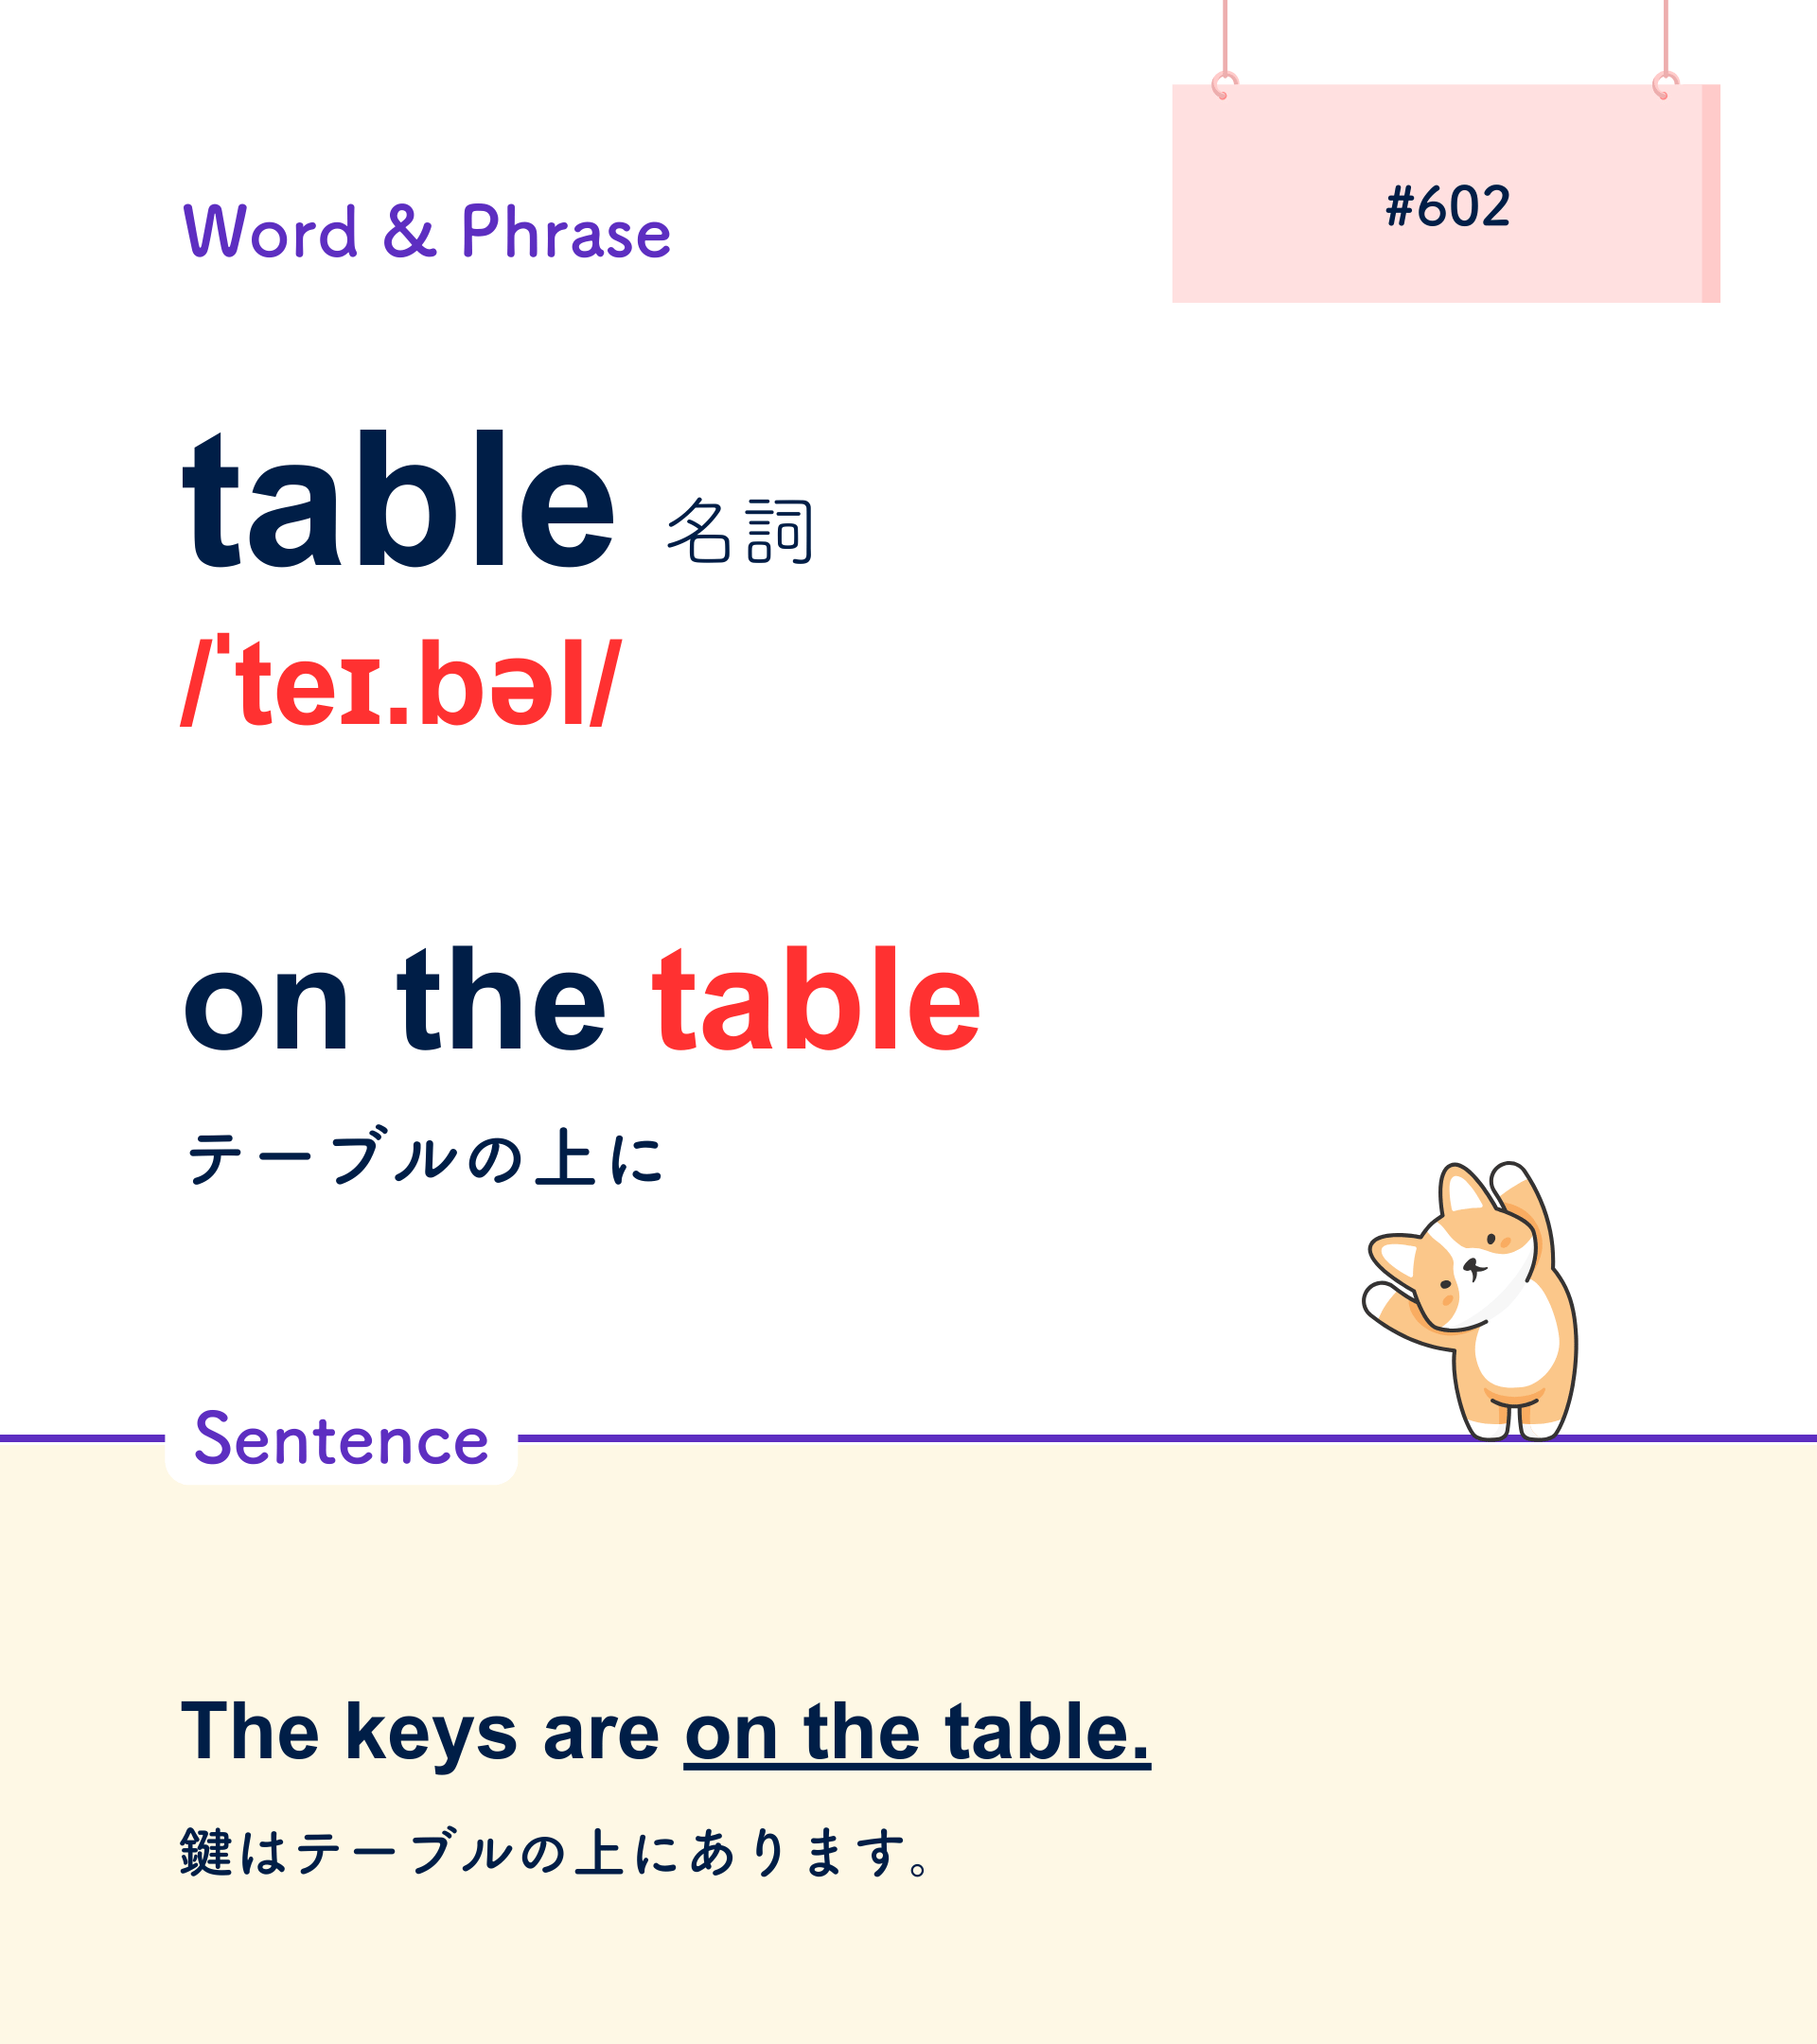 #602
Word & Phrase
table 名詞
/ˈteɪ.bəl/
on the table
テーブルの上に
Sentence
The keys are on the table.
鍵はテーブルの上にあります。